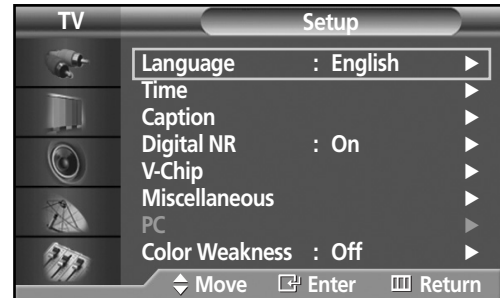 TV Setup
Language : English ▶
Time ▶
Caption ▶
Digital NR : On ▶
V-Chip ▶
Miscellaneous ▶
PC ▶
Color Weakness : Off ▶
Move Enter Return